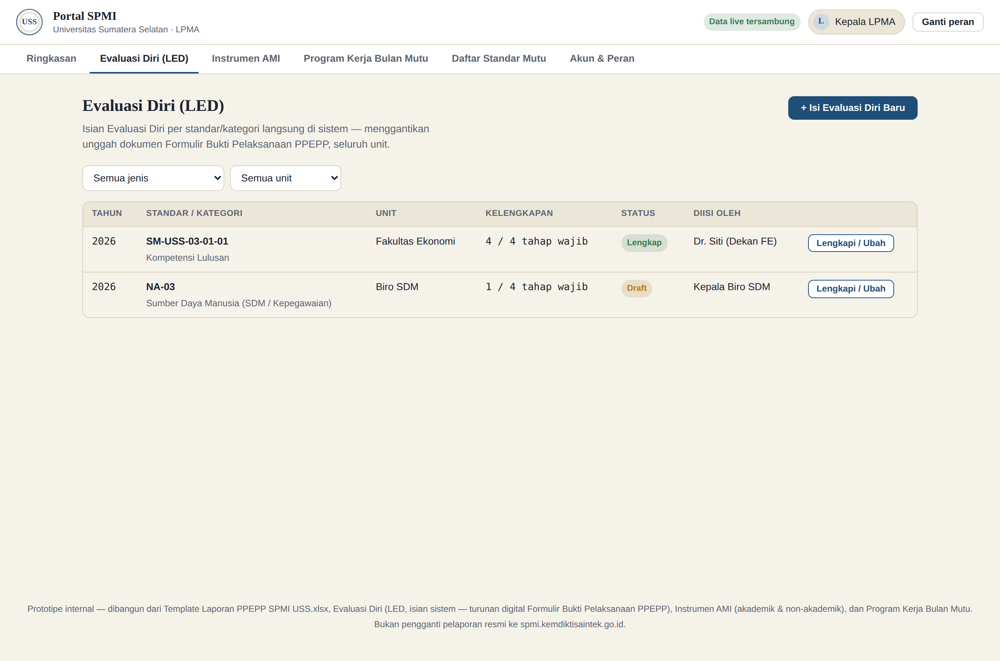 USS
Portal SPMI
Universitas Sumatera Selatan · LPMA
Data live tersambung
L
Kepala LPMA
Ganti peran
Ringkasan
Evaluasi Diri (LED)
Instrumen AMI
Program Kerja Bulan Mutu
Daftar Standar Mutu
Akun & Peran
Evaluasi Diri (LED)
+ Isi Evaluasi Diri Baru
Isian Evaluasi Diri per standar/kategori langsung di sistem — menggantikan
unggah dokumen Formulir Bukti Pelaksanaan PPEPP, seluruh unit.
Semua jenis
Semua unit
TAHUN STANDAR / KATEGORI UNIT KELENGKAPAN STATUS DIISI OLEH
2026 SM-USS-03-01-01 Fakultas Ekonomi 4 / 4 tahap wajib Lengkap Dr. Siti (Dekan FE) Lengkapi / Ubah
Kompetensi Lulusan
2026 NA-03 Biro SDM 1 / 4 tahap wajib Draft Kepala Biro SDM Lengkapi / Ubah
Sumber Daya Manusia (SDM / Kepegawaian)
Prototipe internal — dibangun dari Template Laporan PPEPP SPMI USS.xlsx, Evaluasi Diri (LED, isian sistem — turunan digital Formulir Bukti Pelaksanaan PPEPP), Instrumen AMI (akademik & non-akademik), dan Program Kerja Bulan Mutu.
Bukan pengganti pelaporan resmi ke spmi.kemdiktisaintek.go.id.